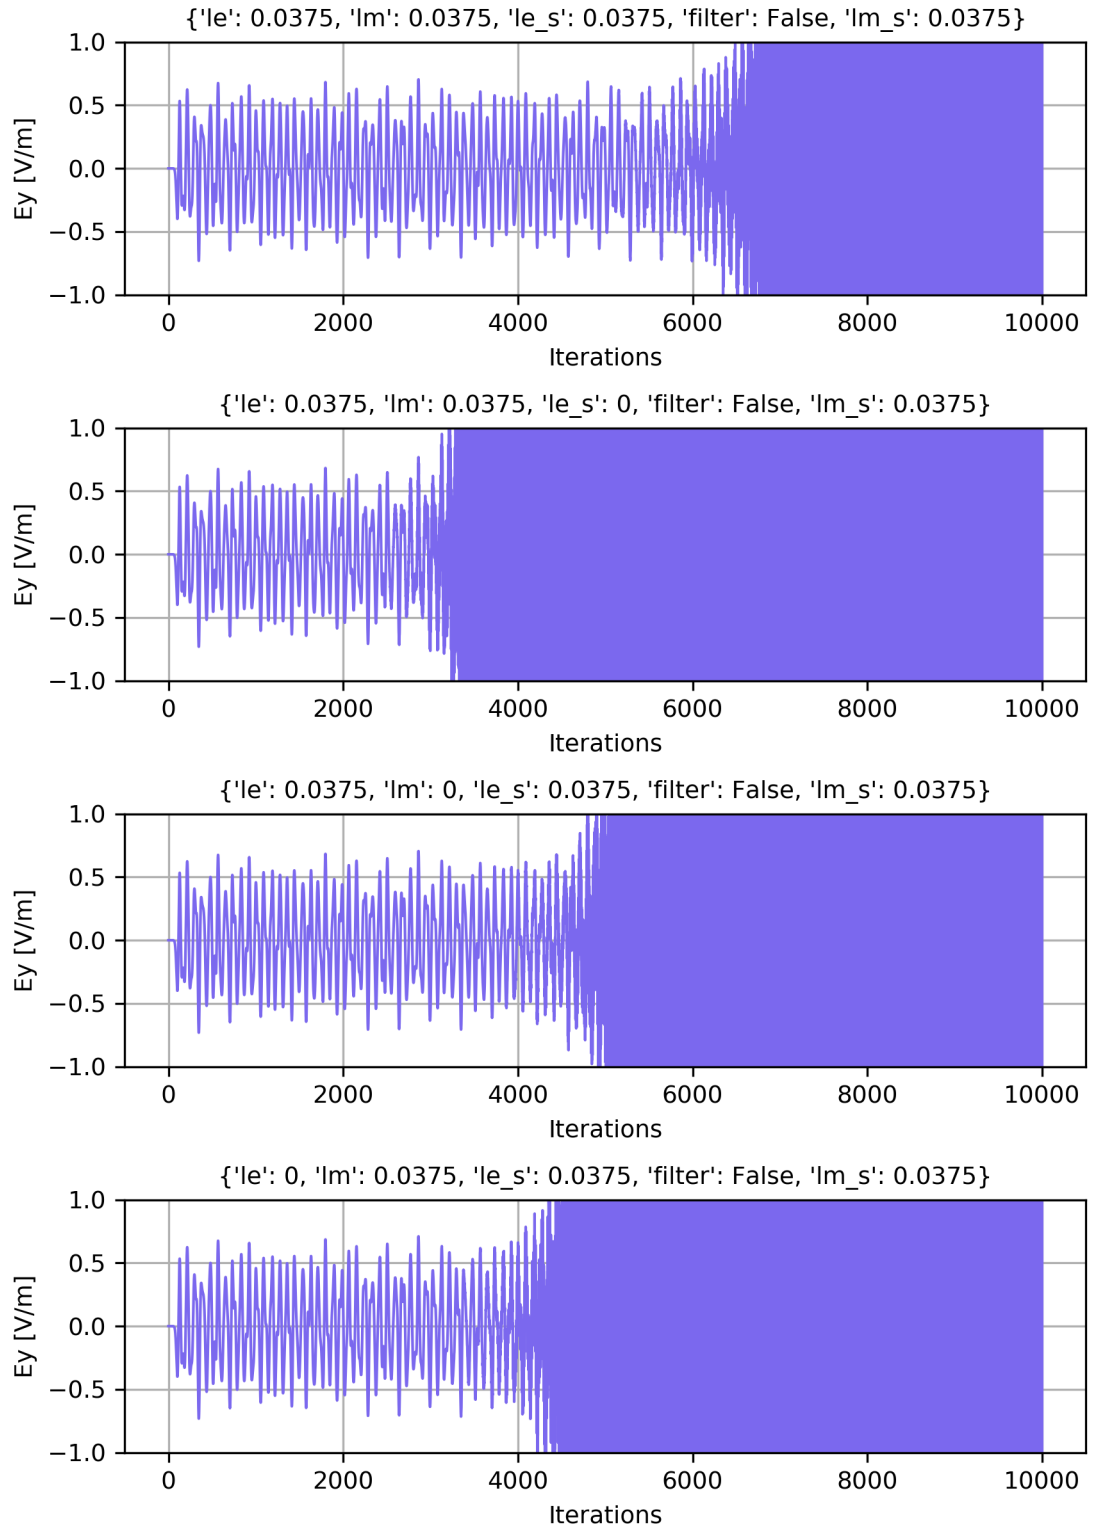 {'le': 0.0375, 'lm': 0.0375, 'le_s': 0.0375, 'filter': False, 'lm_s': 0.0375}
1.0
0.5
0.0
−0.5
−1.0
Ey [V/m]
0 2000 4000 6000 8000 10000
Iterations
{'le': 0.0375, 'lm': 0.0375, 'le_s': 0, 'filter': False, 'lm_s': 0.0375}
1.0
0.5
0.0
−0.5
−1.0
Ey [V/m]
0 2000 4000 6000 8000 10000
Iterations
{'le': 0.0375, 'lm': 0, 'le_s': 0.0375, 'filter': False, 'lm_s': 0.0375}
1.0
0.5
0.0
−0.5
−1.0
Ey [V/m]
0 2000 4000 6000 8000 10000
Iterations
{'le': 0, 'lm': 0.0375, 'le_s': 0.0375, 'filter': False, 'lm_s': 0.0375}
1.0
0.5
0.0
−0.5
−1.0
Ey [V/m]
0 2000 4000 6000 8000 10000
Iterations